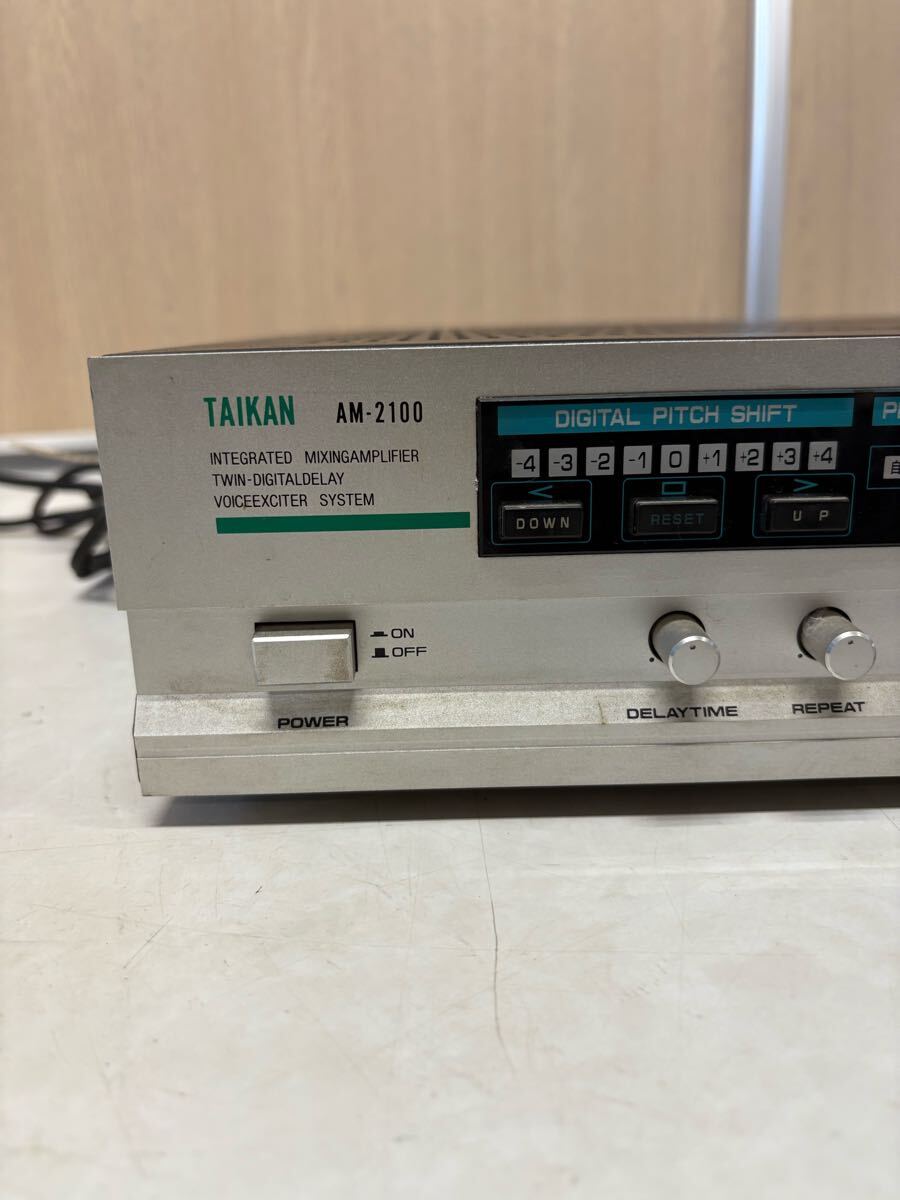 TAIKAN AM-2100
INTEGRATED MIXINGAMPLIFIER
TWIN-DIGITALDELAY
VOICEEXCITER SYSTEM
DIGITAL PITCH SHIFT
-4 -3 -2 -1 0 +1 +2 +3 +4
< >
DOWN RESET UP
ON
OFF
POWER
DELAYTIME
REPEAT